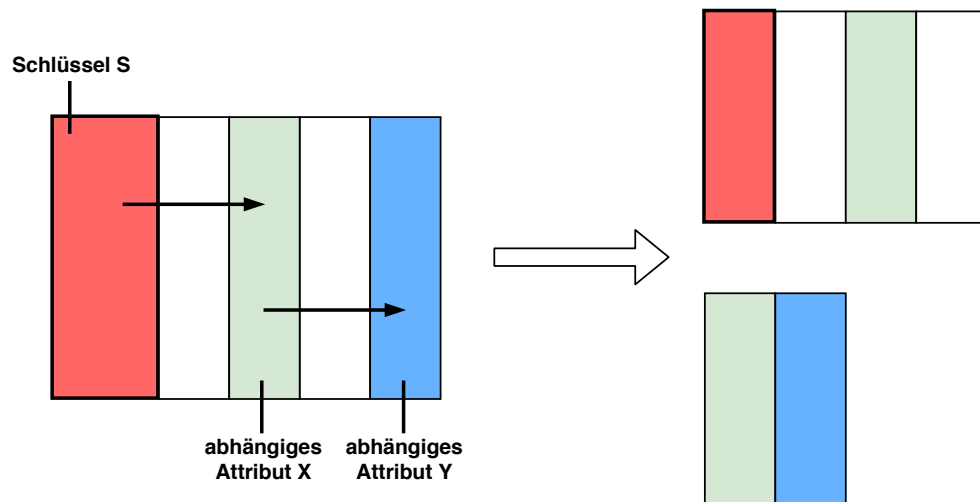 Schlüssel S
abhängiges
Attribut X
abhängiges
Attribut Y